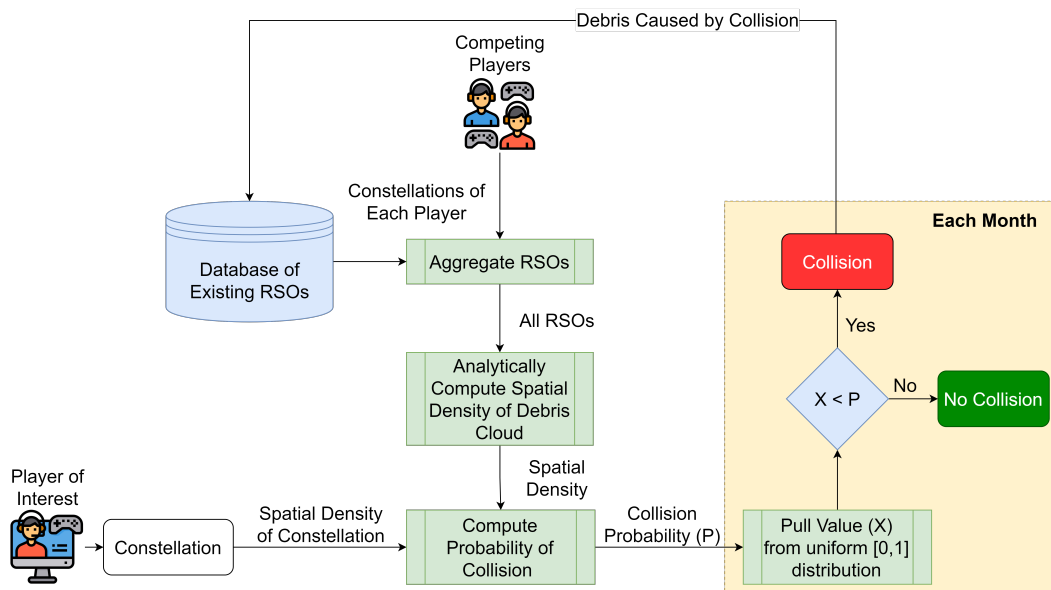 Debris Caused by Collision
Competing
Players
Constellations of
Each Player
Each Month
Database of
Existing RSOs
Aggregate RSOs
Collision
All RSOs
Yes
Analytically
Compute Spatial
Density of Debris
Cloud
X < P
No
No Collision
Spatial
Density
Player of
Interest
Constellation
Spatial Density
of Constellation
Compute
Probability of
Collision
Collision
Probability (P)
Pull Value (X)
from uniform [0,1]
distribution